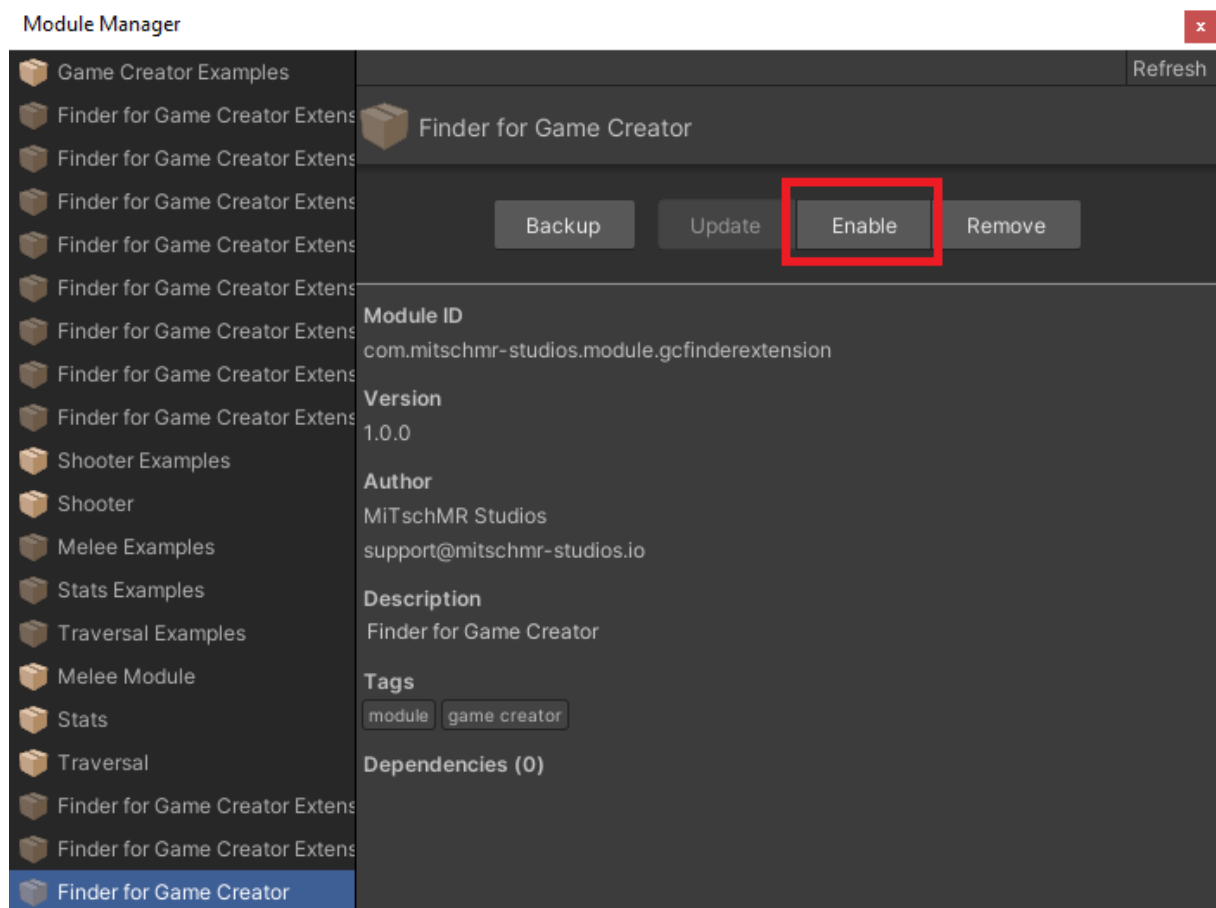 Module Manager
x
Game Creator Examples
Finder for Game Creator Extens
Finder for Game Creator Extens
Finder for Game Creator Extens
Finder for Game Creator Extens
Finder for Game Creator Extens
Finder for Game Creator Extens
Finder for Game Creator Extens
Finder for Game Creator Extens
Shooter Examples
Shooter
Melee Examples
Stats Examples
Traversal Examples
Melee Module
Stats
Traversal
Finder for Game Creator Extens
Finder for Game Creator Extens
Finder for Game Creator
Refresh
Finder for Game Creator
Backup Update Enable Remove
Module ID
com.mitschmr-studios.module.gcfinderextension
Version
1.0.0
Author
MiTschMR Studios
support@mitschmr-studios.io
Description
Finder for Game Creator
Tags
module game creator
Dependencies (0)